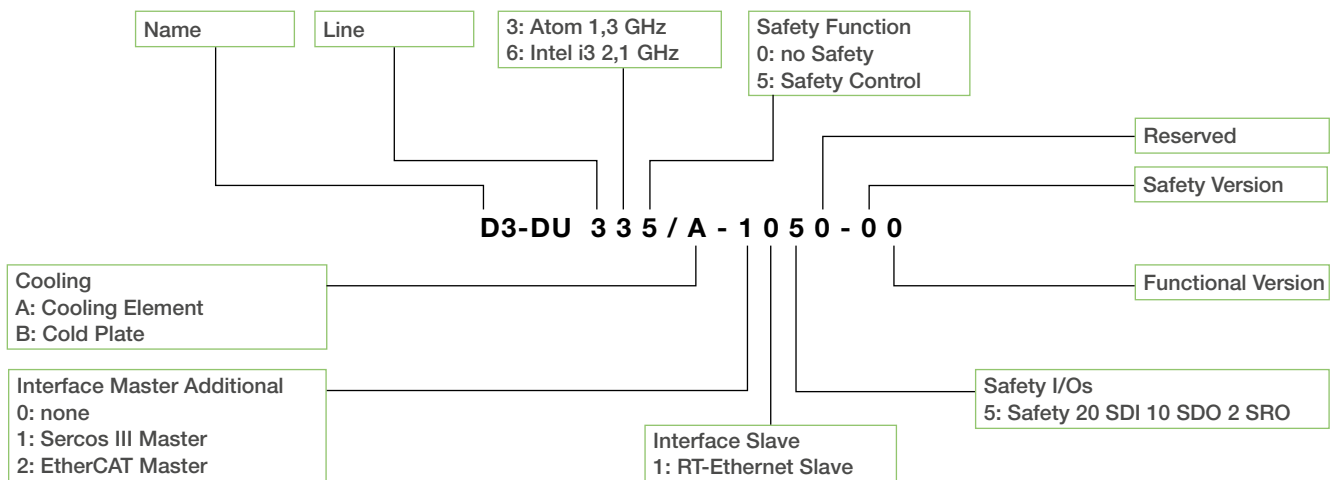 Name
Line
3: Atom 1,3 GHz
6: Intel i3 2,1 GHz
Safety Function
0: no Safety
5: Safety Control
Reserved
Safety Version
D3-DU 3 3 5 / A - 1 0 5 0 - 0 0
Cooling
A: Cooling Element
B: Cold Plate
Functional Version
Interface Master Additional
0: none
1: Sercos III Master
2: EtherCAT Master
Interface Slave
1: RT-Ethernet Slave
Safety I/Os
5: Safety 20 SDI 10 SDO 2 SRO